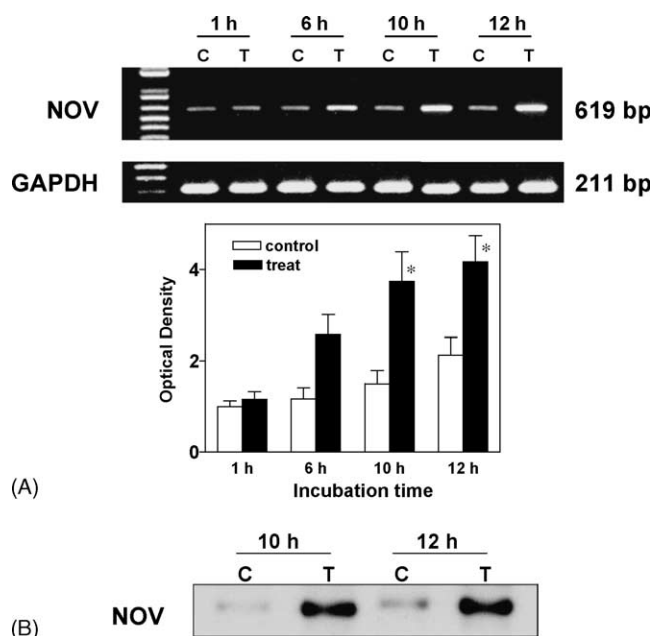 1 h 6 h 10 h 12 h
C T C T C T C T
NOV 619 bp
GAPDH 211 bp
control
treat
4
2
0
* *
Optical Density
1 h 6 h 10 h 12 h
Incubation time
(A)
10 h 12 h
C T C T
NOV
(B)